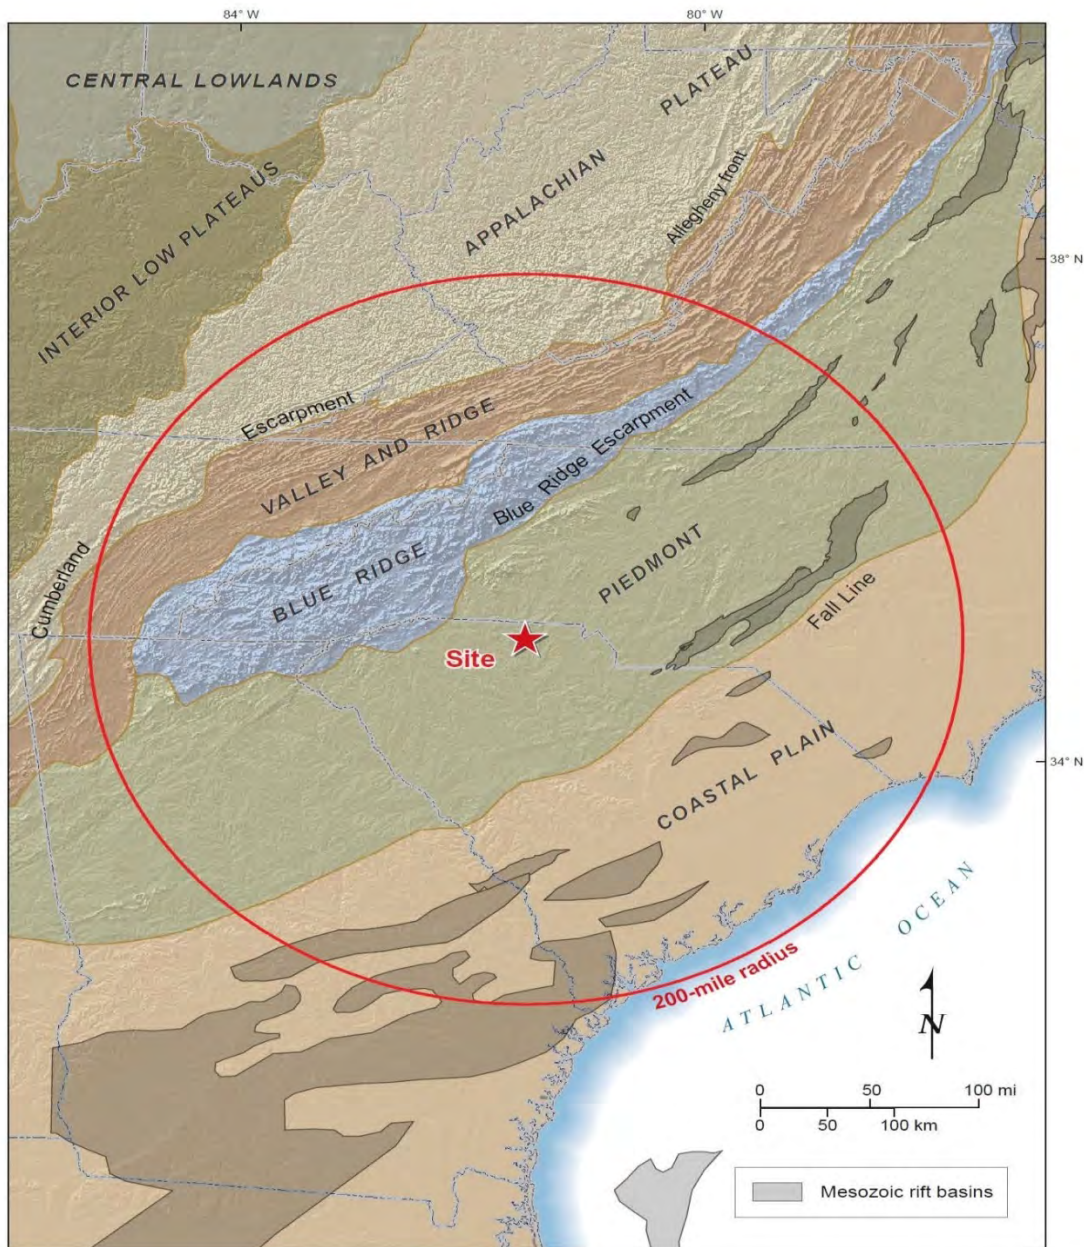 84° W
80° W
CENTRAL LOWLANDS
PLATEAU
APPALACHIAN
Allegheny front
INTERIOR LOW PLATEAUS
38° N
Escarpment
VALLEY AND RIDGE
Blue Ridge Escarpment
Cumberland
BLUE RIDGE
PIEDMONT
Fall Line
Site
34° N
COASTAL PLAIN
200-mile radius
ATLANTIC OCEAN
N
0 50 100 mi
0 50 100 km
Mesozoic rift basins